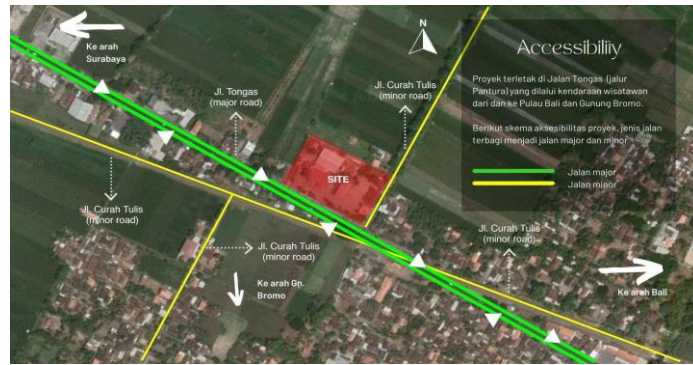 Ke arah
Surabaya
N
Accessibiliiy
Proyek terletak di Jalan Tongas (jalur
Pantura) yang dilalui kendaraan wisatawan
dari dan ke Pulau Bali dan Gunung Bromo.
Berikut skema aksesibilitas proyek, jenis jalan
terbagi menjadi jalan major dan minor
Jalan major
Jalan minor
Jl. Tongas
(major road)
Jl. Curah Tulis
(minor road)
SITE
Jl. Curah Tulis
(minor road)
Jl. Curah Tulis
(minor road)
Jl. Curah Tulis
(minor road)
Ke arah Gn.
Bromo
Ke arah Bali